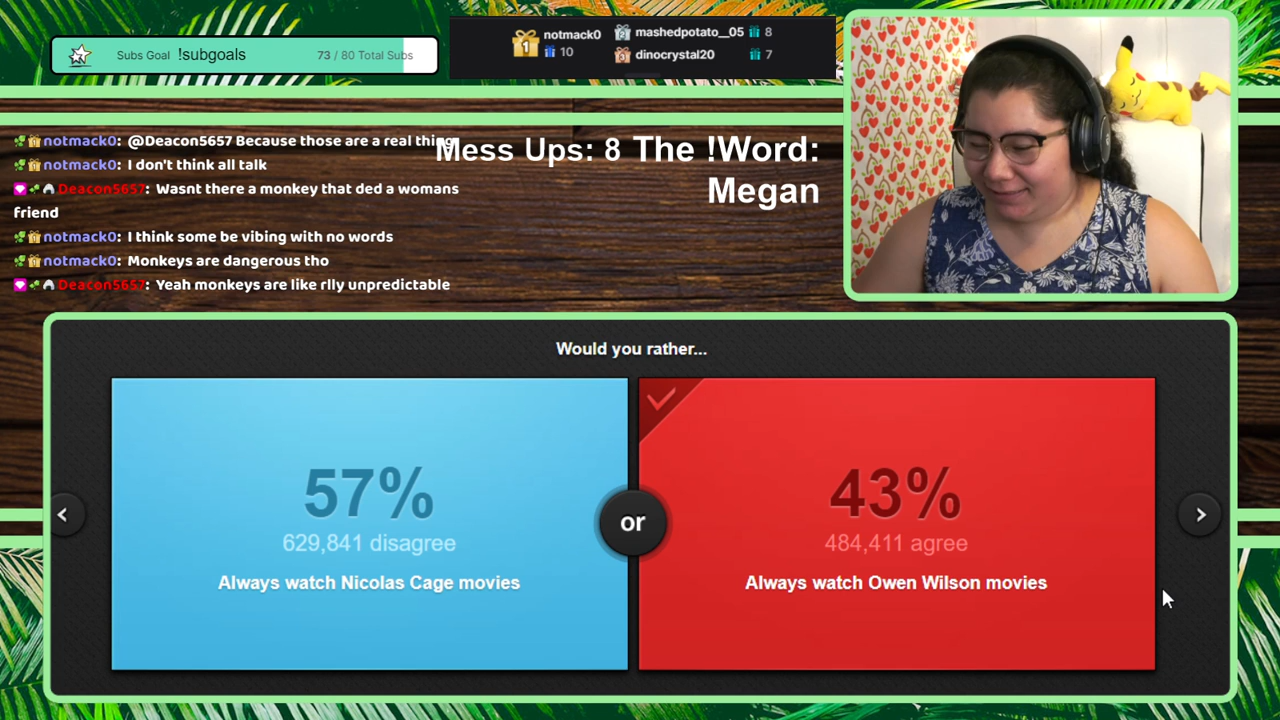 Subs Goal !subgoals 73 / 80 Total Subs
notmack0 10
mashedpotato__05 8
dinocrystal20 7
notmack0: @Deacon5657 Because those are a real thing
notmack0: I don't think all talk
Deacon5657: Wasnt there a monkey that ded a womans
friend
notmack0: I think some be vibing with no words
notmack0: Monkeys are dangerous tho
Deacon5657: Yeah monkeys are like rlly unpredictable
Mess Ups: 8 The !Word:
Megan
Would you rather...
57%
629,841 disagree
Always watch Nicolas Cage movies
or
43%
484,411 agree
Always watch Owen Wilson movies